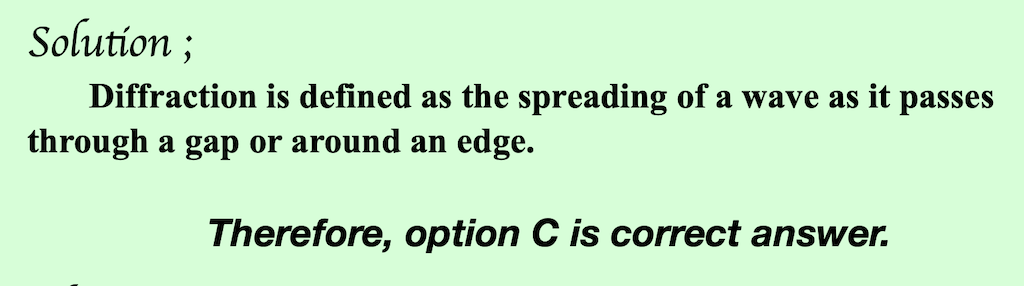 Solution ;
Diffraction is defined as the spreading of a wave as it passes
through a gap or around an edge.
Therefore, option C is correct answer.